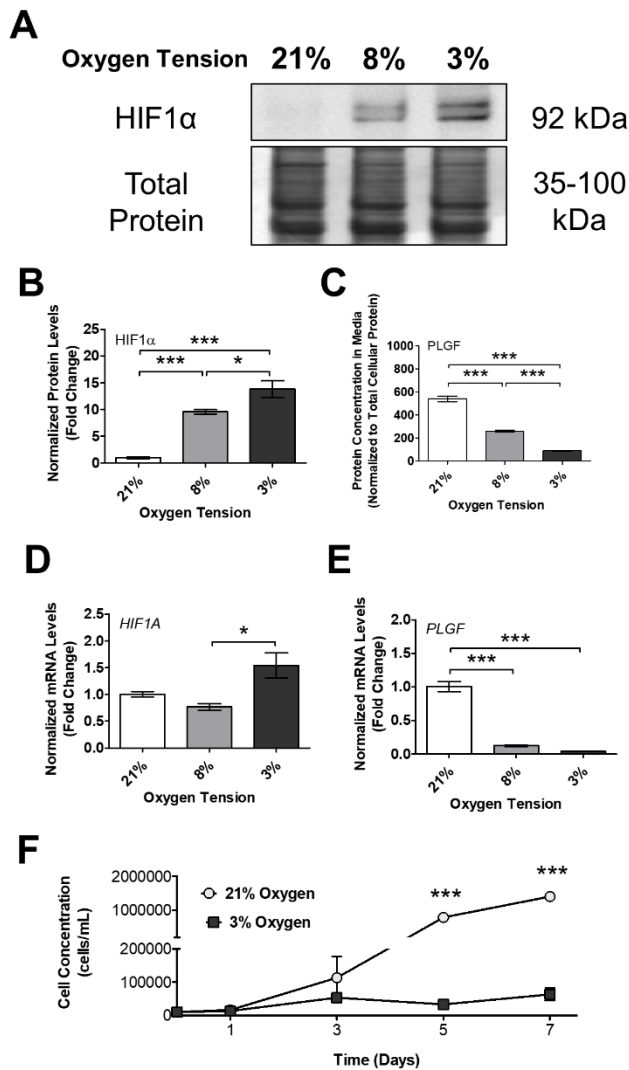 A
Oxygen Tension 21% 8% 3%
HIF1α 92 kDa
Total Protein
35-100 kDa
B
Normalized Protein Levels
(Fold Change)
HIF1α
***
*** *
25
20
15
10
5
0
21% 8% 3%
Oxygen Tension
C
Protein Concentration in Media
(Normalized to Total Cellular Protein)
PLGF
***
*** ***
1000
800
600
400
200
0
21% 8% 3%
Oxygen Tension
D
Normalized mRNA Levels
(Fold Change)
HIF1A
*
2.5
2.0
1.5
1.0
0.5
0.0
21% 8% 3%
Oxygen Tension
E
Normalized mRNA Levels
(Fold Change)
PLGF
***
***
2.0
1.5
1.0
0.5
0.0
21% 8% 3%
Oxygen Tension
F
Cell Concentration
(cells/mL)
2000000
1000000
200000
100000
0
21% Oxygen
3% Oxygen
*** ***
1 3 5 7
Time (Days)